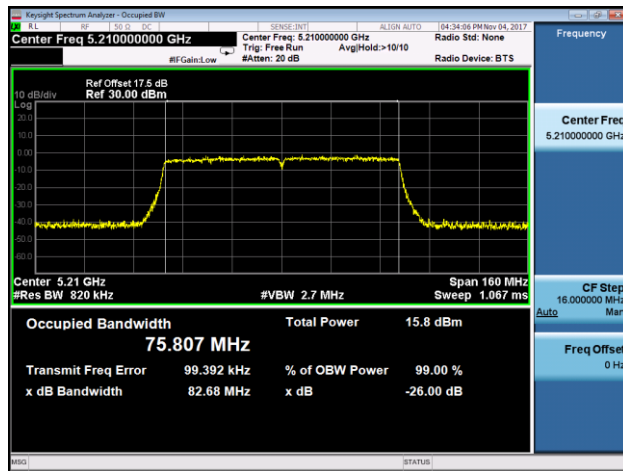 Keysight Spectrum Analyzer - Occupied BW
RL RF 50 Ω DC SENSE:INT ALIGN AUTO 04:34:06 PM Nov 04, 2017
Center Freq 5.210000000 GHz
Center Freq: 5.210000000 GHz Radio Std: None
Trig: Free Run Avg|Hold:>10/10
#IFGain:Low #Atten: 20 dB Radio Device: BTS
Ref Offset 17.5 dB
10 dB/div Ref 30.00 dBm
Log
20.0
10.0
0.00
-10.0
-20.0
-30.0
-40.0
-50.0
-60.0
Center 5.21 GHz Span 160 MHz
#Res BW 820 kHz #VBW 2.7 MHz Sweep 1.067 ms
Occupied Bandwidth Total Power 15.8 dBm
75.807 MHz
Transmit Freq Error 99.392 kHz % of OBW Power 99.00 %
x dB Bandwidth 82.68 MHz x dB -26.00 dB
MSG STATUS
Frequency
Center Freq
5.210000000 GHz
CF Step
16.000000 MHz
Auto Man
Freq Offset
0 Hz